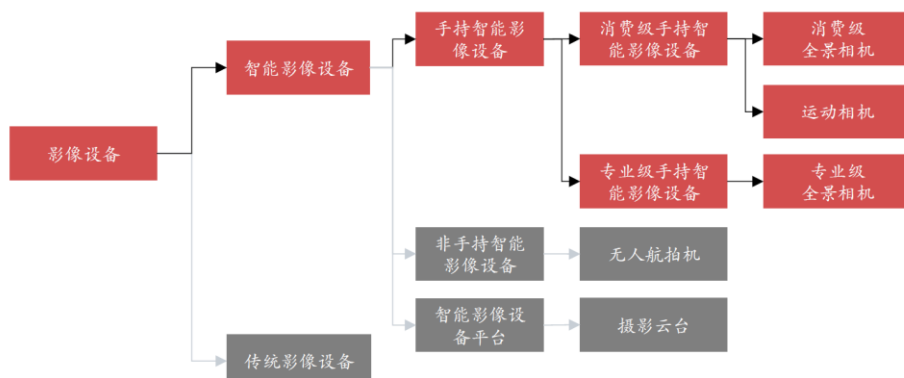 手持智能影
像设备
消费级手持智
能影像设备
消费级
全景相机
智能影像设备
运动相机
影像设备
专业级手持智
能影像设备
专业级
全景相机
非手持智能
影像设备
无人航拍机
智能影像设
备平台
摄影云台
传统影像设备